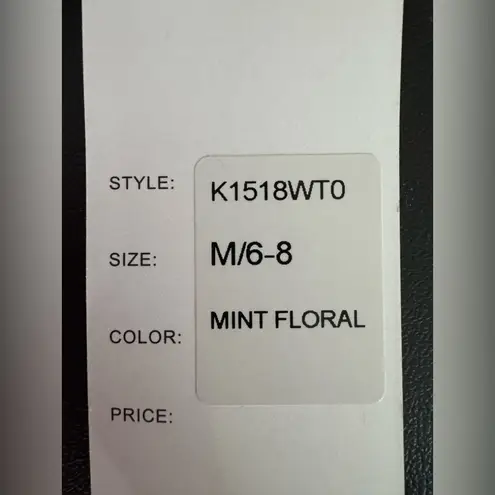 STYLE: K1518WT0
SIZE: M/6-8
COLOR: MINT FLORAL
PRICE: